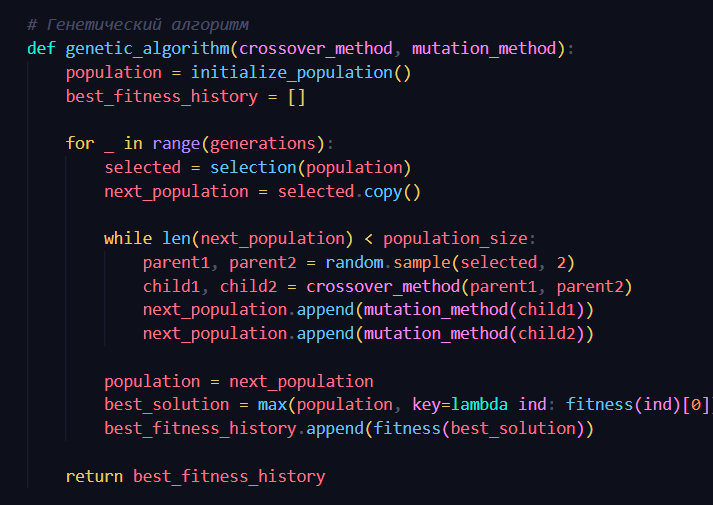 # Генетический алгоритм
def genetic_algorithm(crossover_method, mutation_method):
population = initialize_population()
best_fitness_history = []
for _ in range(generations):
selected = selection(population)
next_population = selected.copy()
while len(next_population) < population_size:
parent1, parent2 = random.sample(selected, 2)
child1, child2 = crossover_method(parent1, parent2)
next_population.append(mutation_method(child1))
next_population.append(mutation_method(child2))
population = next_population
best_solution = max(population, key=lambda ind: fitness(ind)[0])
best_fitness_history.append(fitness(best_solution))
return best_fitness_history